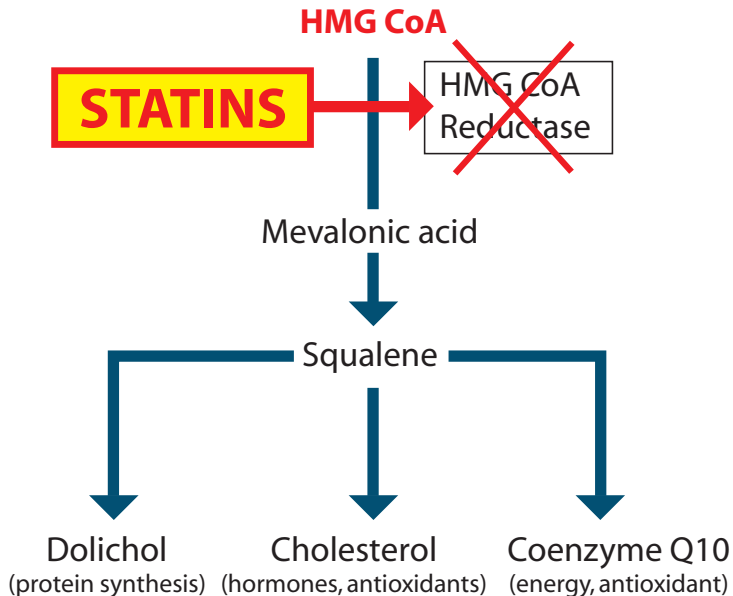 HMG CoA
STATINS
HMG CoA
Reductase
Mevalonic acid
Squalene
Dolichol
(protein synthesis)
Cholesterol
(hormones, antioxidants)
Coenzyme Q10
(energy, antioxidant)